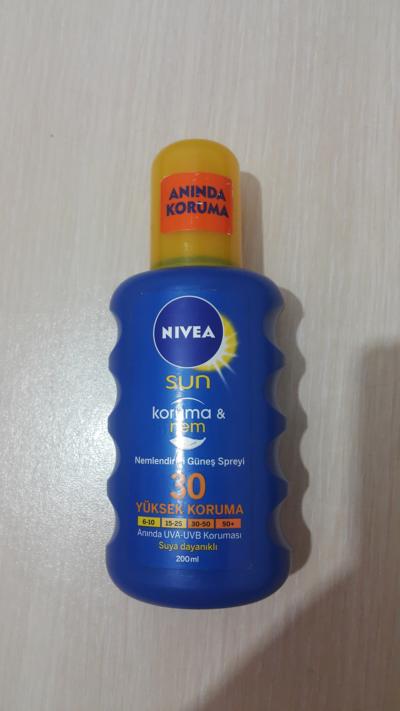 ANINDA
KORUMA
NIVEA
sun
koruma &
nem
Nemlendirici Güneş Spreyi
30
YÜKSEK KORUMA
6-10 15-25 30-50 50+
Anında UVA-UVB Koruması
Suya dayanıklı
200ml